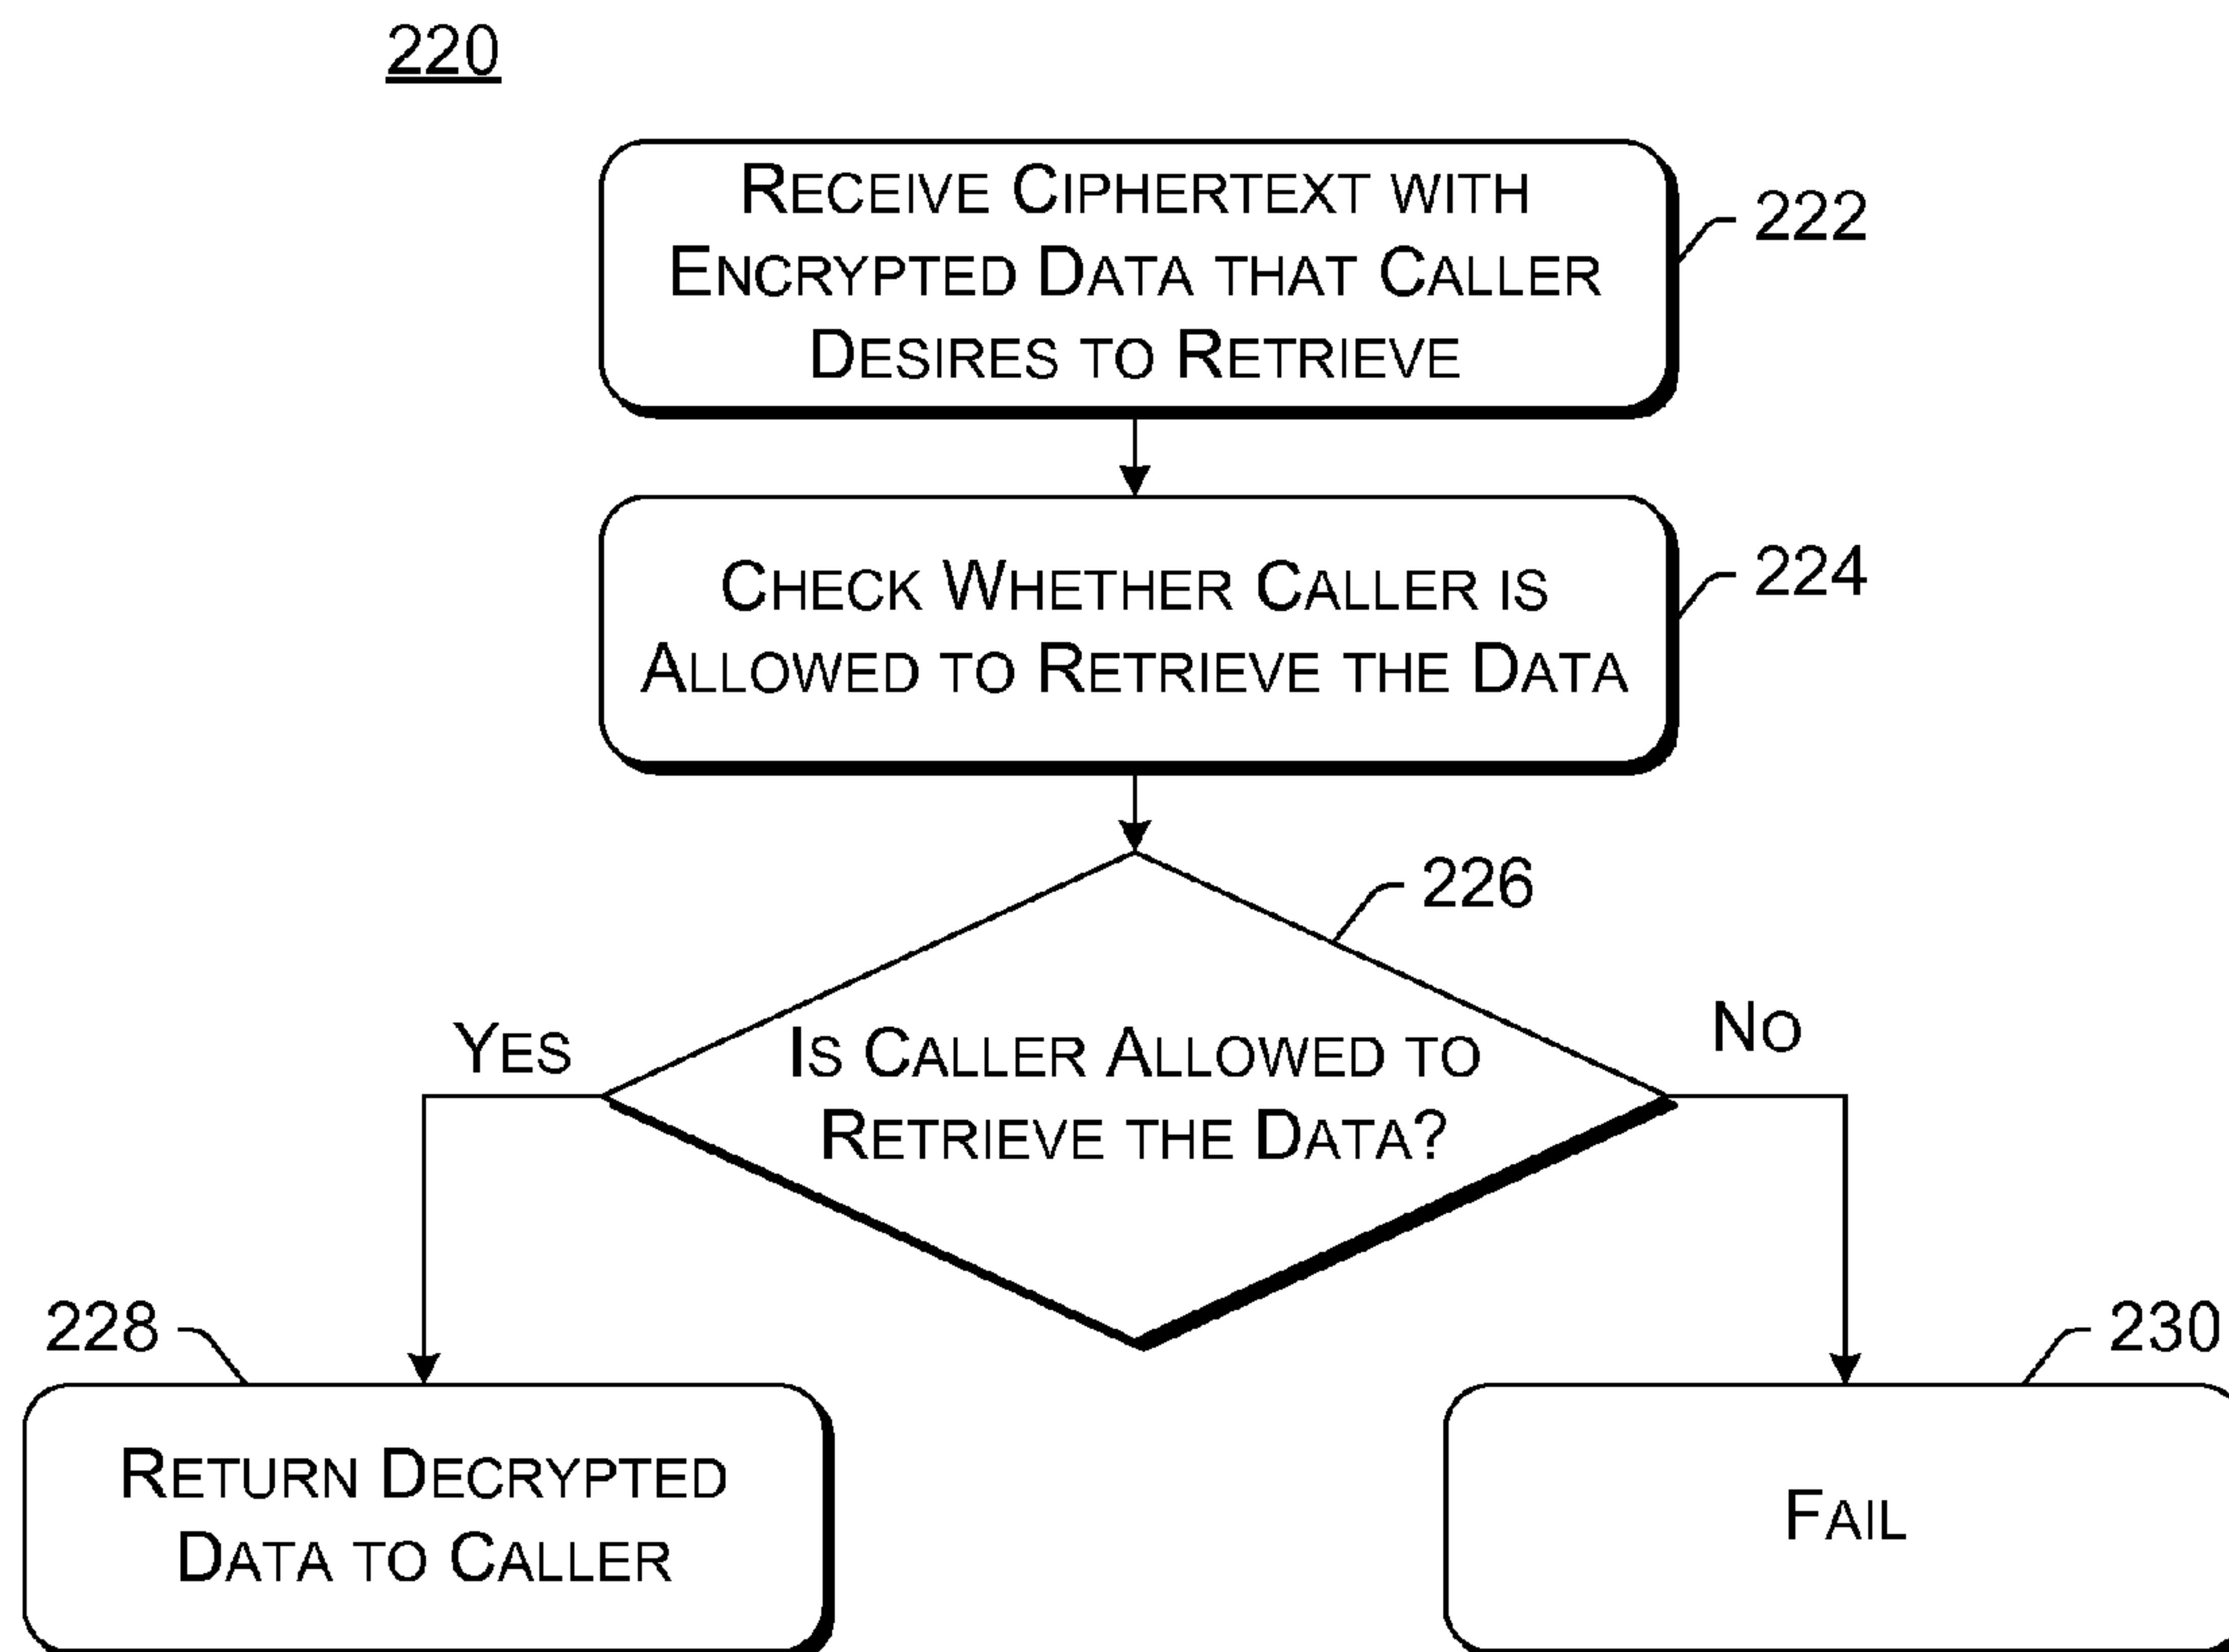 220
RECEIVE CIPHERTEXT WITH
ENCRYPTED DATA THAT CALLER
DESIRES TO RETRIEVE
222
CHECK WHETHER CALLER IS
ALLOWED TO RETRIEVE THE DATA
224
226
YES
IS CALLER ALLOWED TO
RETRIEVE THE DATA?
NO
228
230
RETURN DECRYPTED
DATA TO CALLER
FAIL